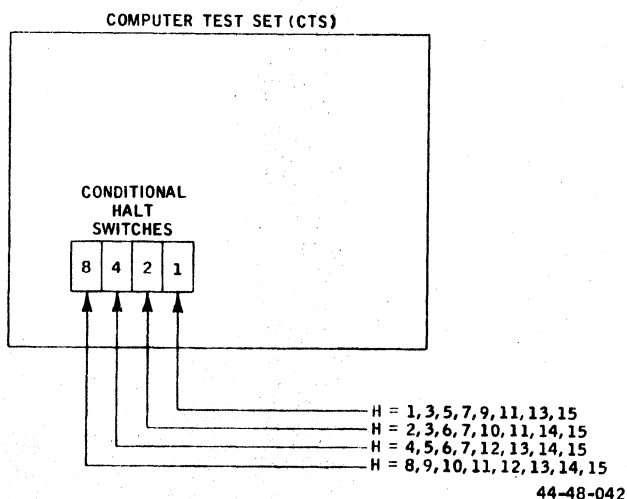 COMPUTER TEST SET (CTS)
CONDITIONAL
HALT
SWITCHES
8 4 2 1
H = 1,3,5,7,9,11,13,15
H = 2,3,6,7,10,11,14,15
H = 4,5,6,7,12,13,14,15
H = 8,9,10,11,12,13,14,15
44-48-042